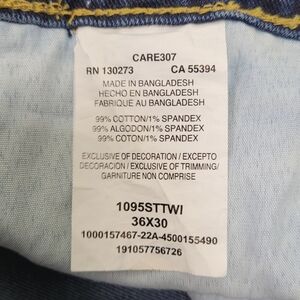 CARE307
RN 130273 CA 55394
MADE IN BANGLADESH
HECHO EN BANGLADESH
FABRIQUE AU BANGLADESH
99% COTTON/1% SPANDEX
99% ALGODON/1% SPANDEX
99% COTON/1% SPANDEX
EXCLUSIVE OF DECORATION / EXCEPTO
DECORACION / EXCLUSIVE OF TRIMMING/
GARNITURE NON COMPRISE
1095STTWI
36X30
1000157467-22A-4500155490
191057756726